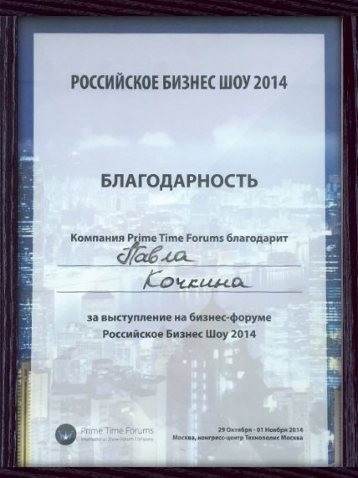 РОССИЙСКОЕ БИЗНЕС ШОУ 2014
БЛАГОДАРНОСТЬ
Компания Prime Time Forums благодарит
Павла
Кочкина
за выступление на бизнес-форуме
Российское Бизнес Шоу 2014
Prime Time Forums
International Show-Forum Company
29 Октября - 01 Ноября 2014
Москва, конгресс-центр Технополис Москва